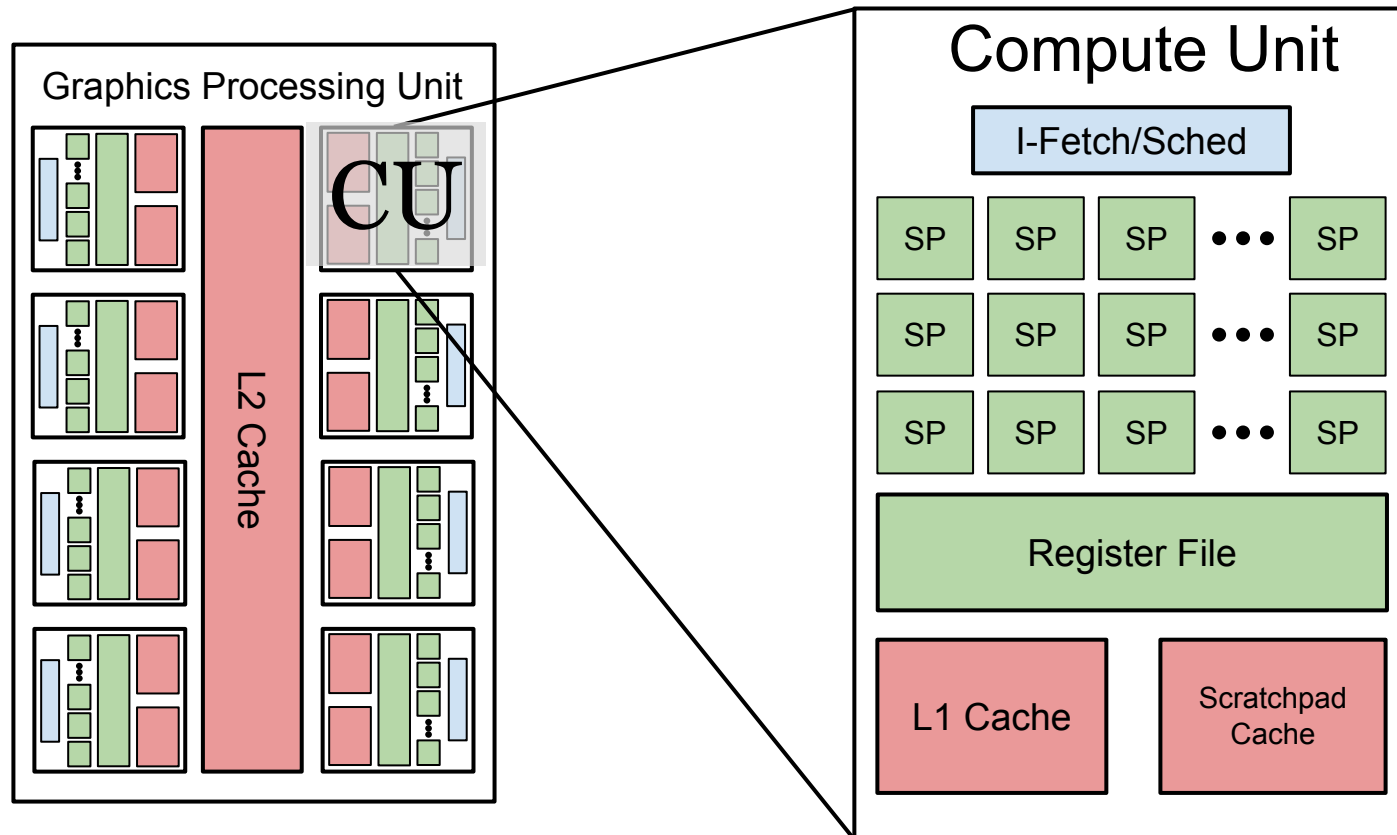 Graphics Processing Unit
CU
L2 Cache
Compute Unit
I-Fetch/Sched
SP SP SP ••• SP
SP SP SP ••• SP
SP SP SP ••• SP
Register File
L1 Cache
Scratchpad
Cache